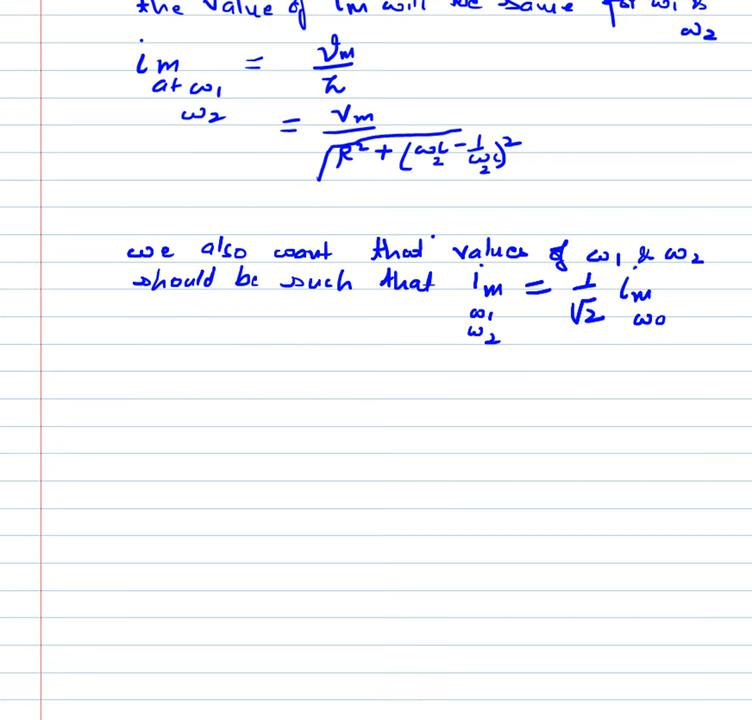 the value of im will be same for ω1 &
ω2
im = vm/z
at ω1
ω2
= vm/√(R² + (ω2L - 1/ω2C)²)
we also want that values of ω1 & ω2
should be such that im = 1/√2 im
ω1 ω0
ω2